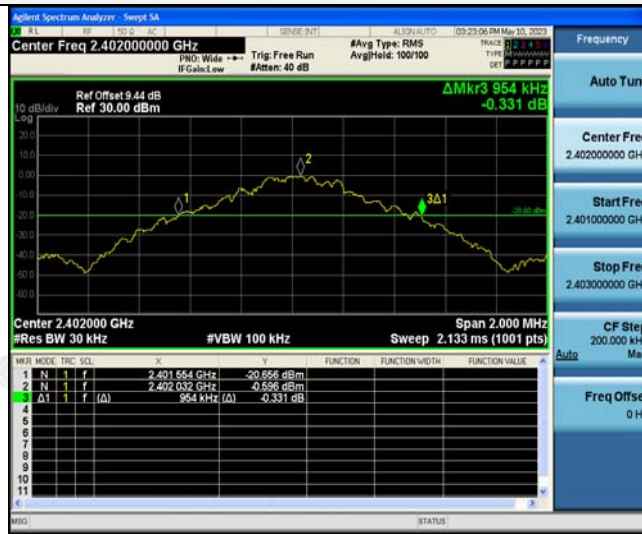 Agilent Spectrum Analyzer - Swept SA
RL RF 50 Ω AC SENSE:INT ALIGNAUTO 03:23:06 PM May 10, 2023
Center Freq 2.402000000 GHz
PNO: Wide
IFGain:Low
Trig: Free Run
#Atten: 40 dB
#Avg Type: RMS
Avg|Hold: 100/100
TRACE 1 2 3 4 5 6
TYPE M
DET P P P P P P
Frequency
Ref Offset 9.44 dB
Ref 30.00 dBm
ΔMkr3 954 kHz
-0.331 dB
10 dB/div
Log
20.0
10.0
0.00
-10.0
-20.0
-30.0
-40.0
-50.0
-60.0
1
2
3Δ1
-20.60 dBm
Center 2.402000 GHz
#Res BW 30 kHz
#VBW 100 kHz
Span 2.000 MHz
Sweep 2.133 ms (1001 pts)
MKR MODE TRC SCL X Y FUNCTION FUNCTION WIDTH FUNCTION VALUE
1 N 1 f 2.401 554 GHz -20.656 dBm
2 N 1 f 2.402 032 GHz -0.596 dBm
3 Δ1 1 f (Δ) 954 kHz (Δ) -0.331 dB
4
5
6
7
8
9
10
11
MSG STATUS
Auto Tun
Center Fre
2.402000000 GH
Start Fre
2.401000000 GH
Stop Fre
2.403000000 GH
CF Ste
200.000 kH
Auto Ma
Freq Offse
0 H